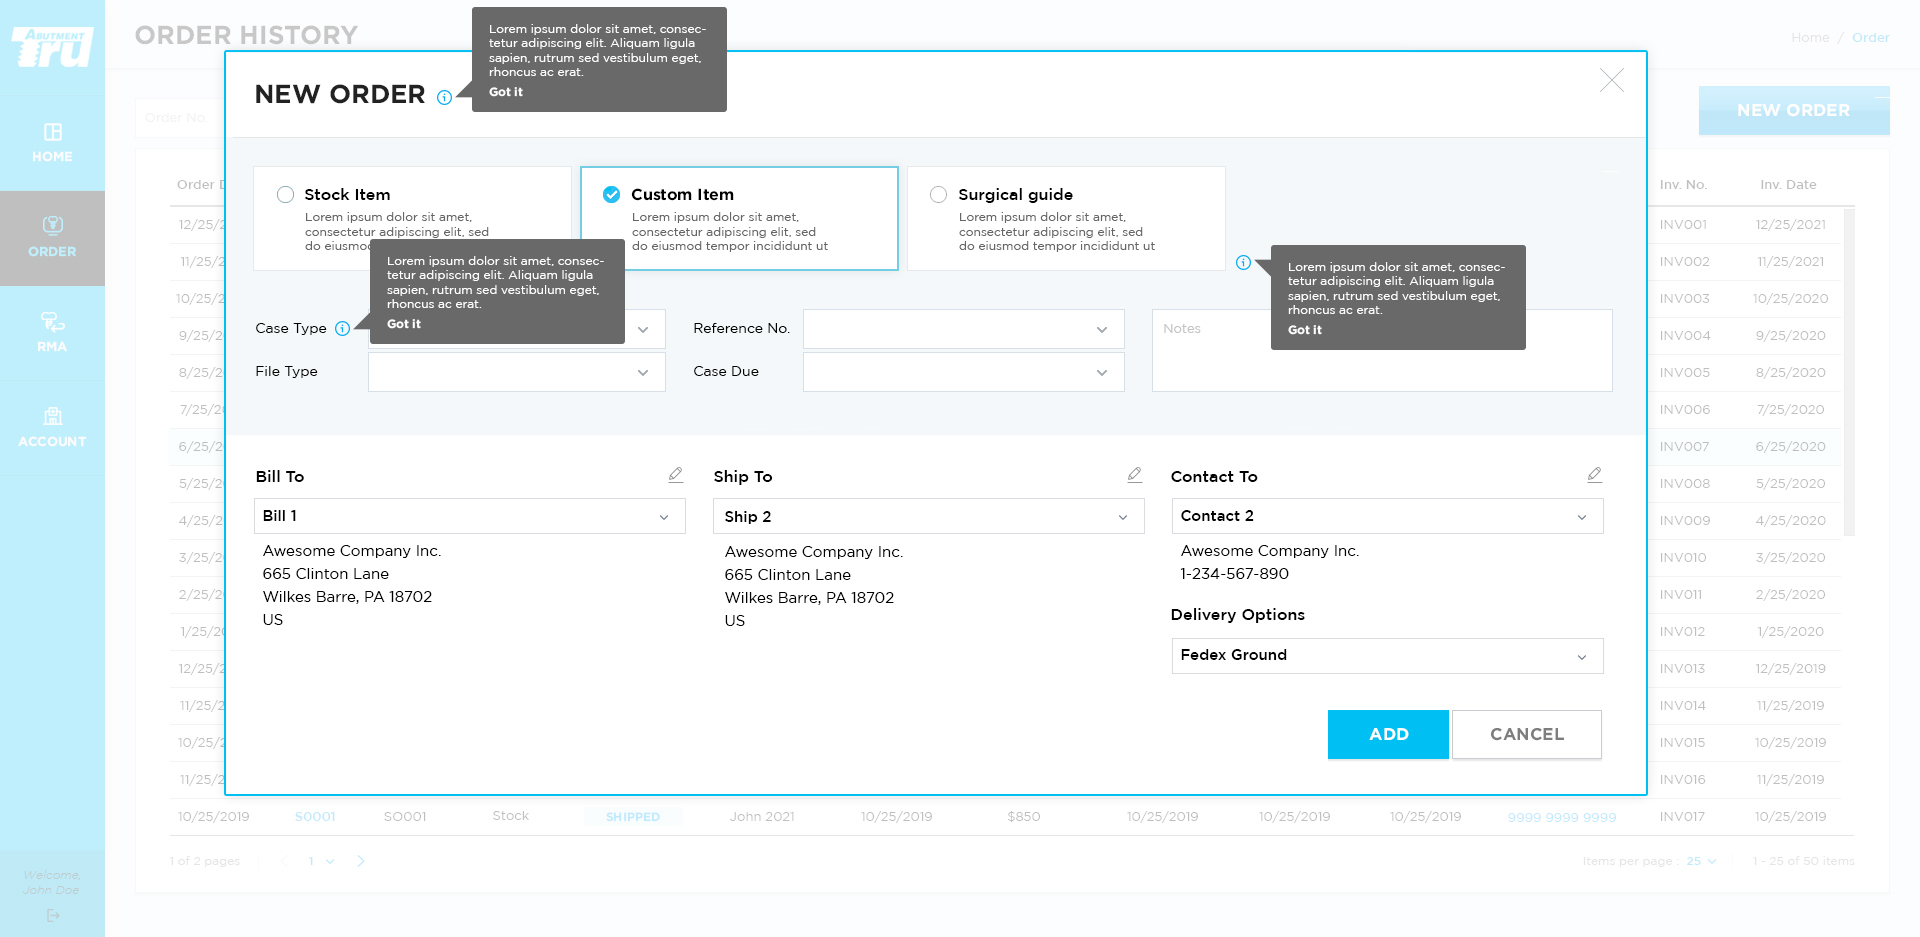 ABUTMENT
Tru
HOME
ORDER
RMA
ACCOUNT
Welcome,
John Doe
ORDER HISTORY
Home / Order
Order No.
NEW ORDER
NEW ORDER
Lorem ipsum dolor sit amet, consec-
tetur adipiscing elit. Aliquam ligula
sapien, rutrum sed vestibulum eget,
rhoncus ac erat.
Got it
Stock Item
Lorem ipsum dolor sit amet,
consectetur adipiscing elit, sed
do eiusmod
Custom Item
Lorem ipsum dolor sit amet,
consectetur adipiscing elit, sed
do eiusmod tempor incididunt ut
Surgical guide
Lorem ipsum dolor sit amet,
consectetur adipiscing elit, sed
do eiusmod tempor incididunt ut
Lorem ipsum dolor sit amet, consec-
tetur adipiscing elit. Aliquam ligula
sapien, rutrum sed vestibulum eget,
rhoncus ac erat.
Got it
Lorem ipsum dolor sit amet, consec-
tetur adipiscing elit. Aliquam ligula
sapien, rutrum sed vestibulum eget,
rhoncus ac erat.
Got it
Case Type
File Type
Reference No.
Case Due
Notes
Bill To
Bill 1
Awesome Company Inc.
665 Clinton Lane
Wilkes Barre, PA 18702
US
Ship To
Ship 2
Awesome Company Inc.
665 Clinton Lane
Wilkes Barre, PA 18702
US
Contact To
Contact 2
Awesome Company Inc.
1-234-567-890
Delivery Options
Fedex Ground
ADD CANCEL
Order D Inv. No. Inv. Date
12/25/2 INV001 12/25/2021
11/25/2 INV002 11/25/2021
10/25/2 INV003 10/25/2020
9/25/2 INV004 9/25/2020
8/25/2 INV005 8/25/2020
7/25/2 INV006 7/25/2020
6/25/2 INV007 6/25/2020
5/25/2 INV008 5/25/2020
4/25/2 INV009 4/25/2020
3/25/2 INV010 3/25/2020
2/25/2 INV011 2/25/2020
1/25/20 INV012 1/25/2020
12/25/2 INV013 12/25/2019
11/25/2 INV014 11/25/2019
10/25/2 INV015 10/25/2019
11/25/2 INV016 11/25/2019
10/25/2019 S0001 SO001 Stock SHIPPED John 2021 10/25/2019 $850 10/25/2019 10/25/2019 10/25/2019 9999 9999 9999 INV017 10/25/2019
1 of 2 pages 1 Items per page : 25 1 - 25 of 50 items